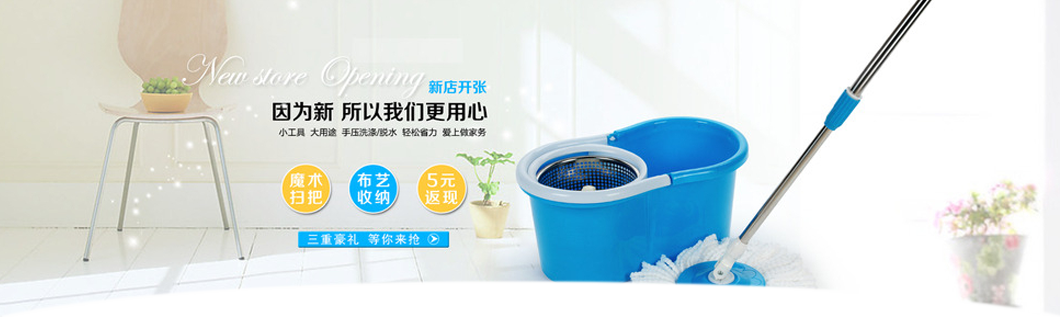 New store Opening
新店开张
因为新 所以我们更用心
小工具 大用途 手压洗涤/脱水 轻松省力 爱上做家务
魔术
扫把
布艺
收纳
5元
返现
三重豪礼 等你来抢